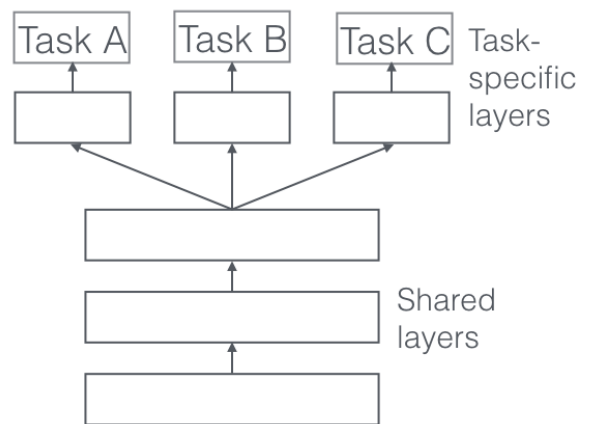 Task A
Task B
Task C
Task-
specific
layers
Shared
layers